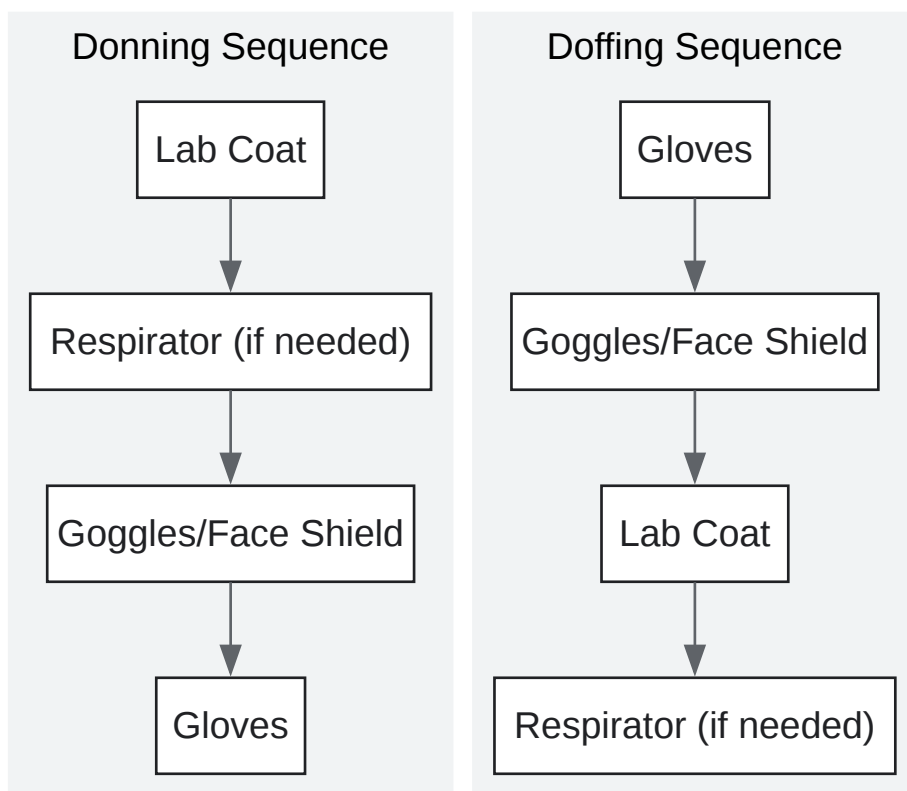 Donning Sequence
Lab Coat
Respirator (if needed)
Goggles/Face Shield
Gloves
Doffing Sequence
Gloves
Goggles/Face Shield
Lab Coat
Respirator (if needed)